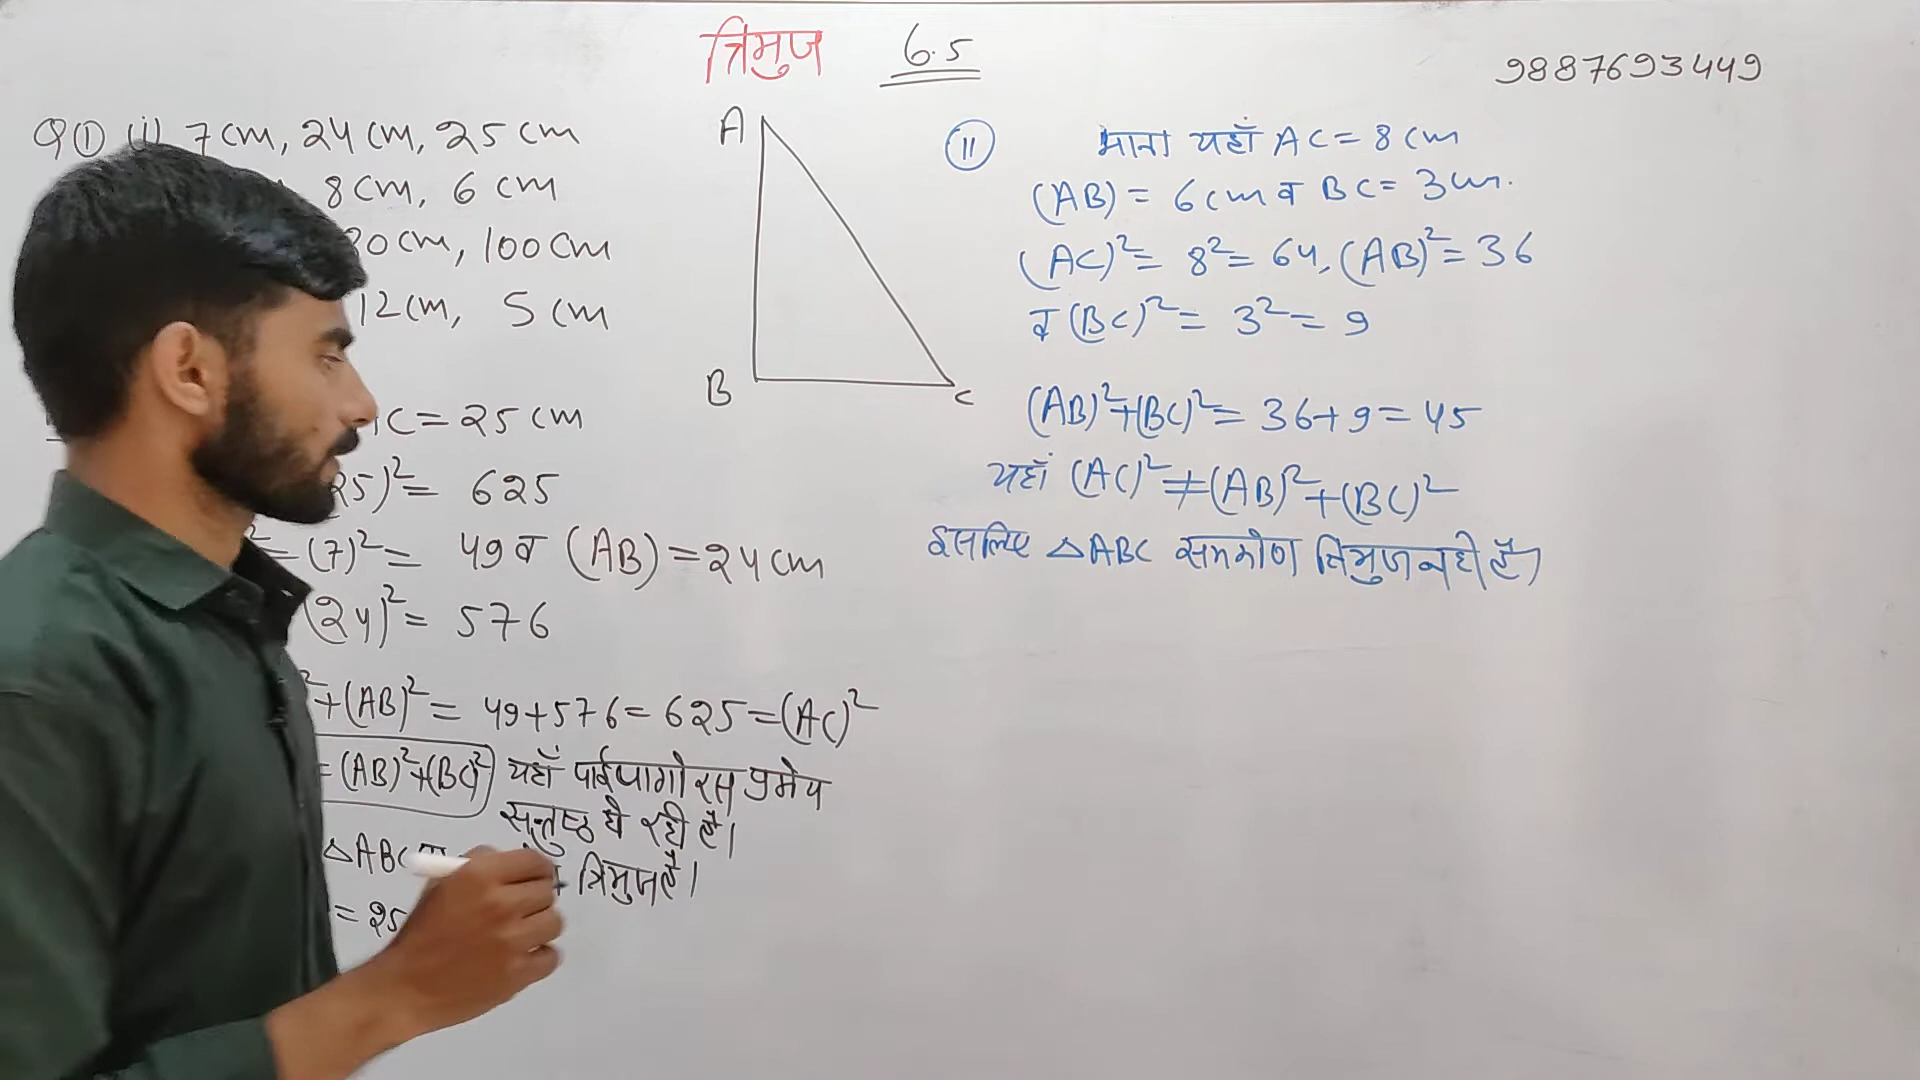 त्रिभुज 6.5
9887693449
Q① (i) 7 cm, 24 cm, 25 cm
8 cm, 6 cm
80 cm, 100 cm
12 cm, 5 cm
C = 25 cm
25)² = 625
² = (7)² = 49 व (AB) = 24 cm
(24)² = 576
² + (AB)² = 49 + 576 = 625 = (AC)²
= (AB)² + (BC)² यहाँ पाईथागोरस प्रमेय
सन्तुष्ठ हो रही है।
△ABC त्रिभुज है।
= 25
A
B
C
II माना यहाँ AC = 8 cm
(AB) = 6 cm व BC = 3 cm.
(AC)² = 8² = 64, (AB)² = 36
व (BC)² = 3² = 9
(AB)² + (BC)² = 36 + 9 = 45
यहाँ (AC)² ≠ (AB)² + (BC)²
इसलिए △ABC समकोण त्रिभुज नही है।